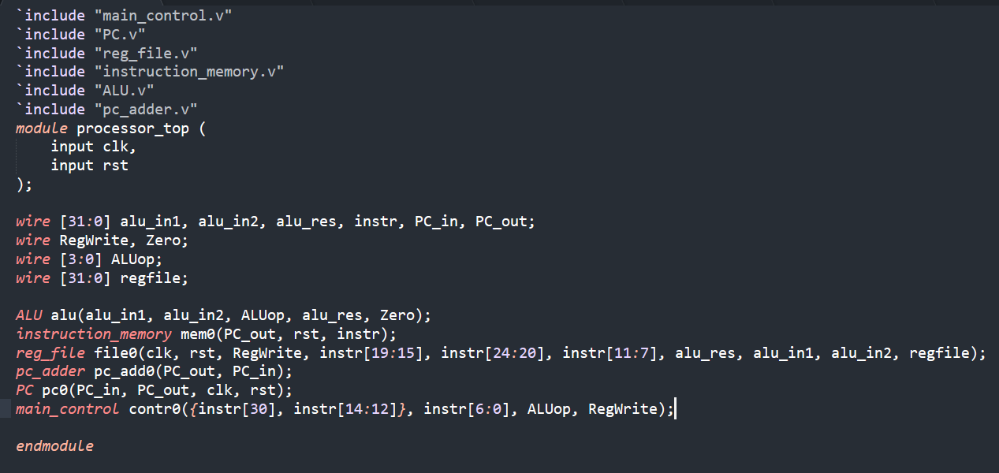 `include "main_control.v"
`include "PC.v"
`include "reg_file.v"
`include "instruction_memory.v"
`include "ALU.v"
`include "pc_adder.v"
module processor_top (
    input clk,
    input rst
);

wire [31:0] alu_in1, alu_in2, alu_res, instr, PC_in, PC_out;
wire RegWrite, Zero;
wire [3:0] ALUop;
wire [31:0] regfile;

ALU alu(alu_in1, alu_in2, ALUop, alu_res, Zero);
instruction_memory mem0(PC_out, rst, instr);
reg_file file0(clk, rst, RegWrite, instr[19:15], instr[24:20], instr[11:7], alu_res, alu_in1, alu_in2, regfile);
pc_adder pc_add0(PC_out, PC_in);
PC pc0(PC_in, PC_out, clk, rst);
main_control contr0({instr[30], instr[14:12]}, instr[6:0], ALUop, RegWrite);

endmodule